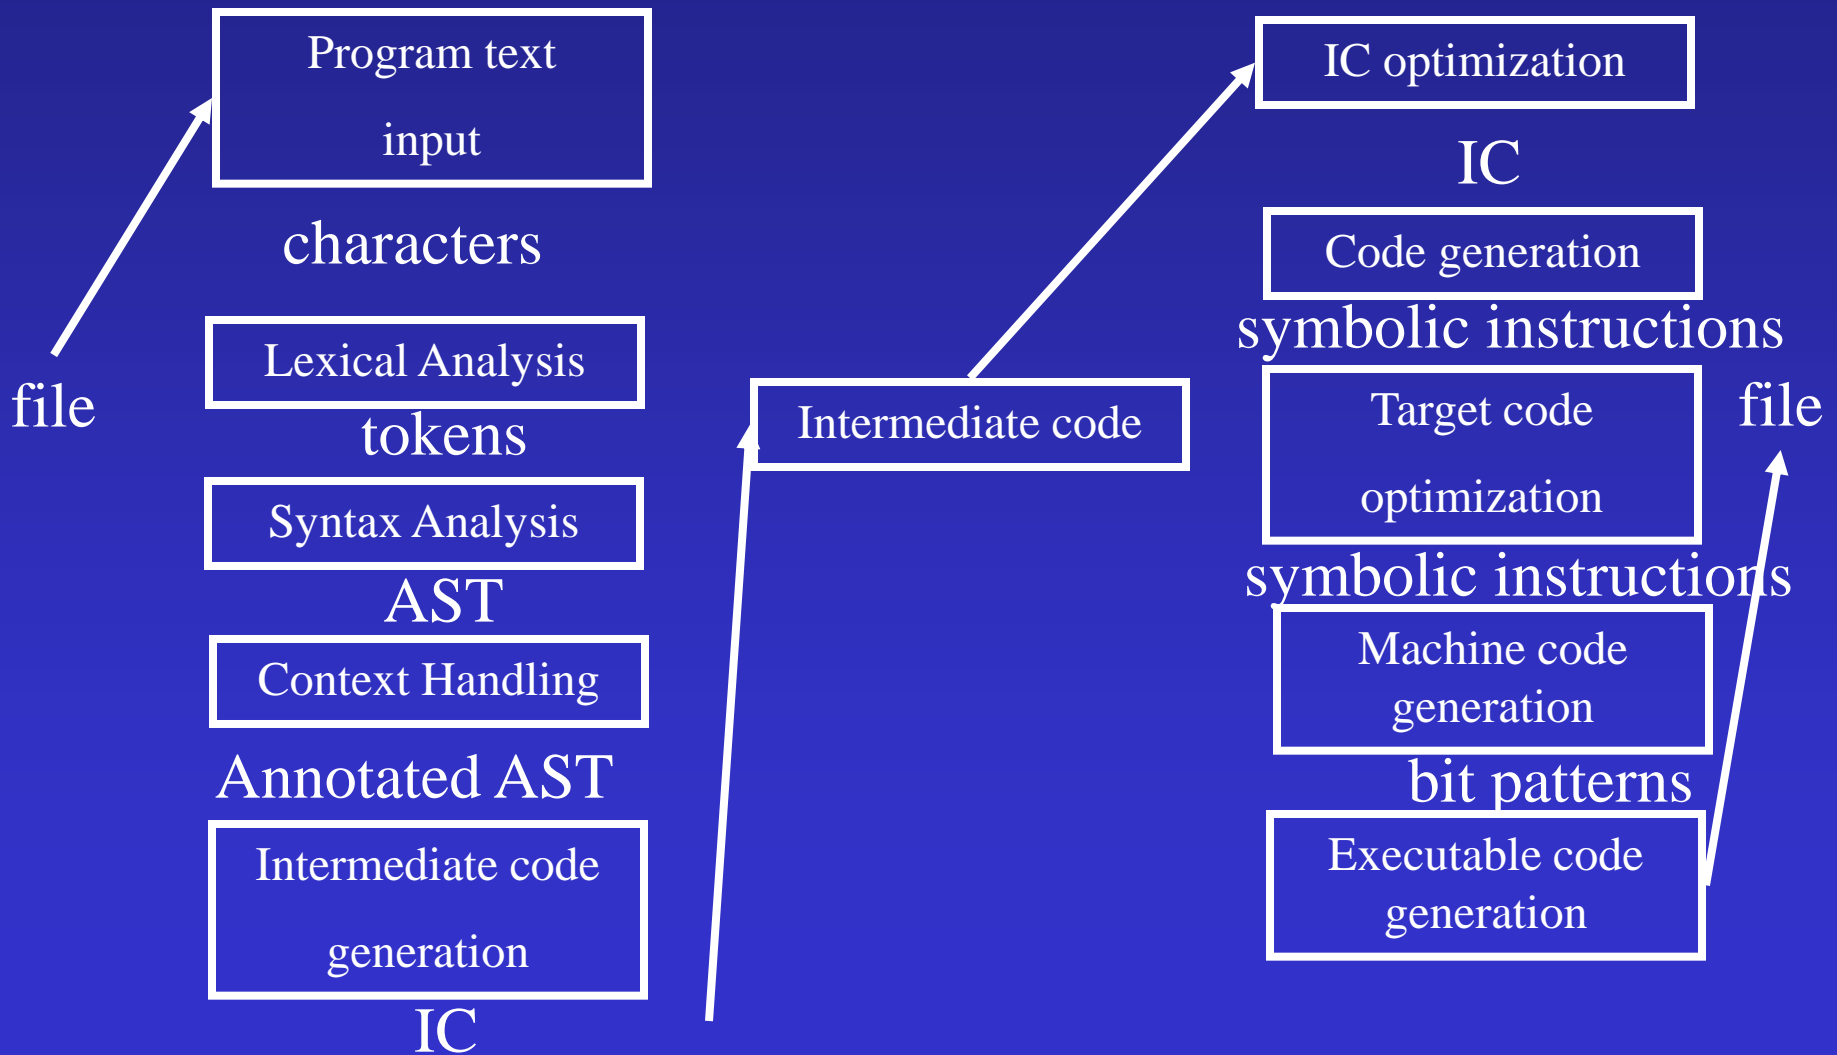 file
Program text
input
characters
Lexical Analysis
tokens
Syntax Analysis
AST
Context Handling
Annotated AST
Intermediate code
generation
IC
Intermediate code
IC optimization
IC
Code generation
symbolic instructions
Target code
optimization
symbolic instructions
Machine code
generation
bit patterns
Executable code
generation
file